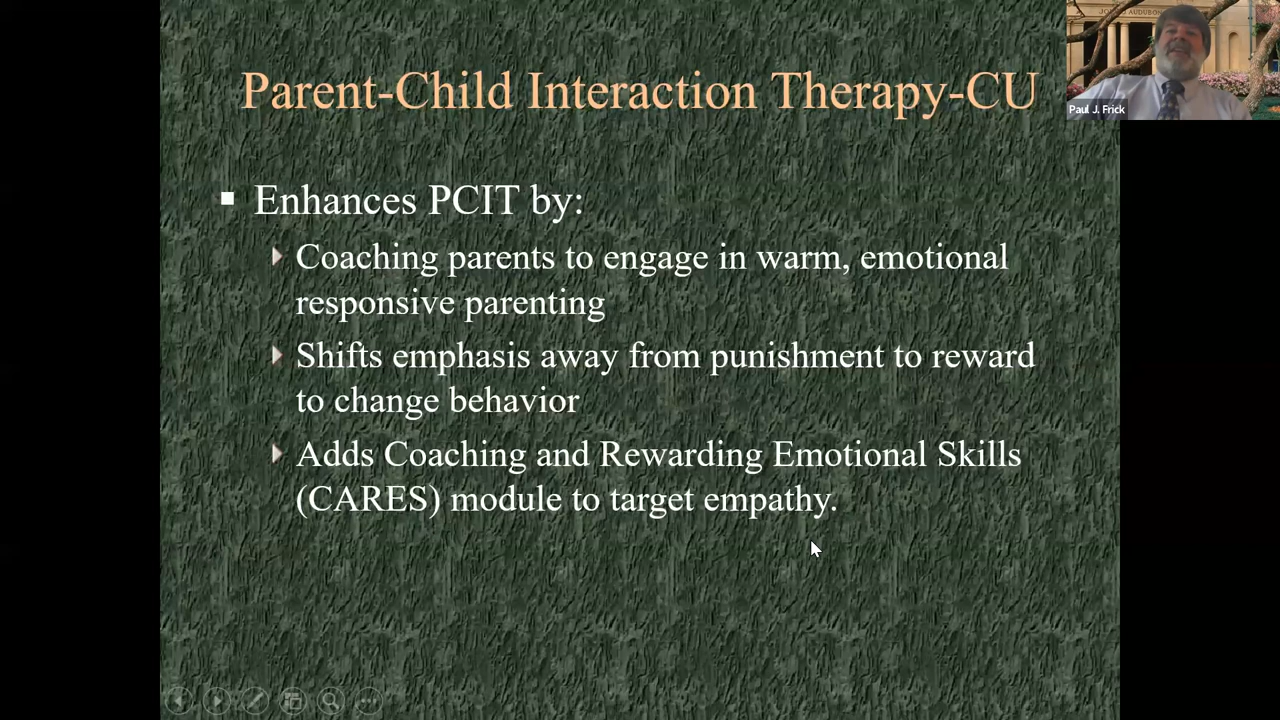 Parent-Child Interaction Therapy-CU
Enhances PCIT by:
Coaching parents to engage in warm, emotional
responsive parenting
Shifts emphasis away from punishment to reward
to change behavior
Adds Coaching and Rewarding Emotional Skills
(CARES) module to target empathy.
Paul J. Frick